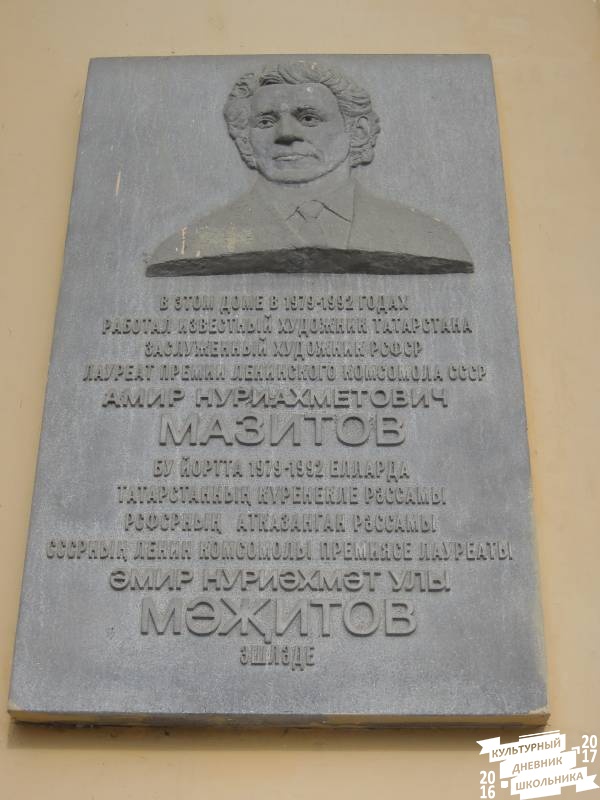 В ЭТОМ ДОМЕ В 1979-1992 ГОДАХ
РАБОТАЛ ИЗВЕСТНЫЙ ХУДОЖНИК ТАТАРСТАНА
ЗАСЛУЖЕННЫЙ ХУДОЖНИК РСФСР
ЛАУРЕАТ ПРЕМИИ ЛЕНИНСКОГО КОМСОМОЛА СССР
АМИР НУРИАХМЕТОВИЧ
МАЗИТОВ
БУ ЙОРТТА 1979-1992 ЕЛЛАРДА
ТАТАРСТАННЫҢ КҮРЕНЕКЛЕ РӘССАМЫ
РСФСРНЫҢ АТКАЗАНГАН РӘССАМЫ
СССРНЫҢ ЛЕНИН КОМСОМОЛЫ ПРЕМИЯСЕ ЛАУРЕАТЫ
ӘМИР НУРИӘХМӘТ УЛЫ
МӘҖИТОВ
ЭШЛӘДЕ
КУЛЬТУРНЫЙ
ДНЕВНИК
ШКОЛЬНИКА
2016
2017